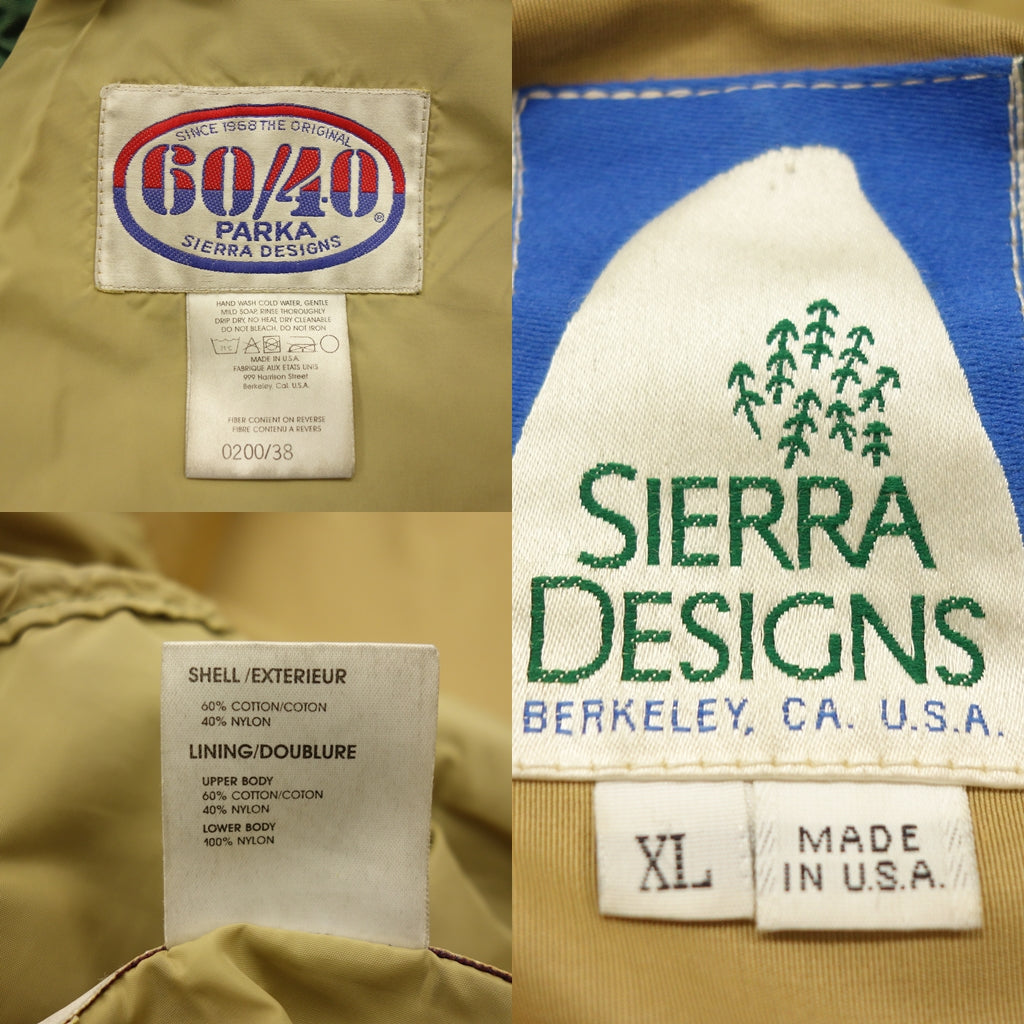 SINCE 1968 THE ORIGINAL
60/40®
PARKA
SIERRA DESIGNS
HAND WASH COLD WATER, GENTLE
MILD SOAP, RINSE THOROUGHLY
DRIP DRY, NO HEAT, DRY CLEANABLE
DO NOT BLEACH, DO NOT IRON
MADE IN U.S.A.
FABRIQUE AUX ETATS UNIS
999 Harrison Street
Berkeley, Cal. U.S.A.
FIBER CONTENT ON REVERSE
FIBRE CONTENU A REVERS
0200/38
SIERRA
DESIGNS
BERKELEY, CA. U.S.A.
XL
MADE
IN U.S.A.
SHELL/EXTERIEUR
60% COTTON/COTON
40% NYLON
LINING/DOUBLURE
UPPER BODY
60% COTTON/COTON
40% NYLON
LOWER BODY
100% NYLON